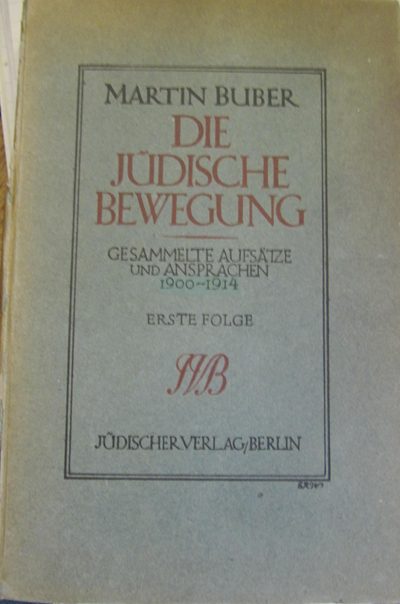 MARTIN BUBER
DIE
JÜDISCHE
BEWEGUNG
GESAMMELTE AUFSÄTZE
UND ANSPRACHEN
1900-1914
ERSTE FOLGE
JVB
JÜDISCHER VERLAG/BERLIN